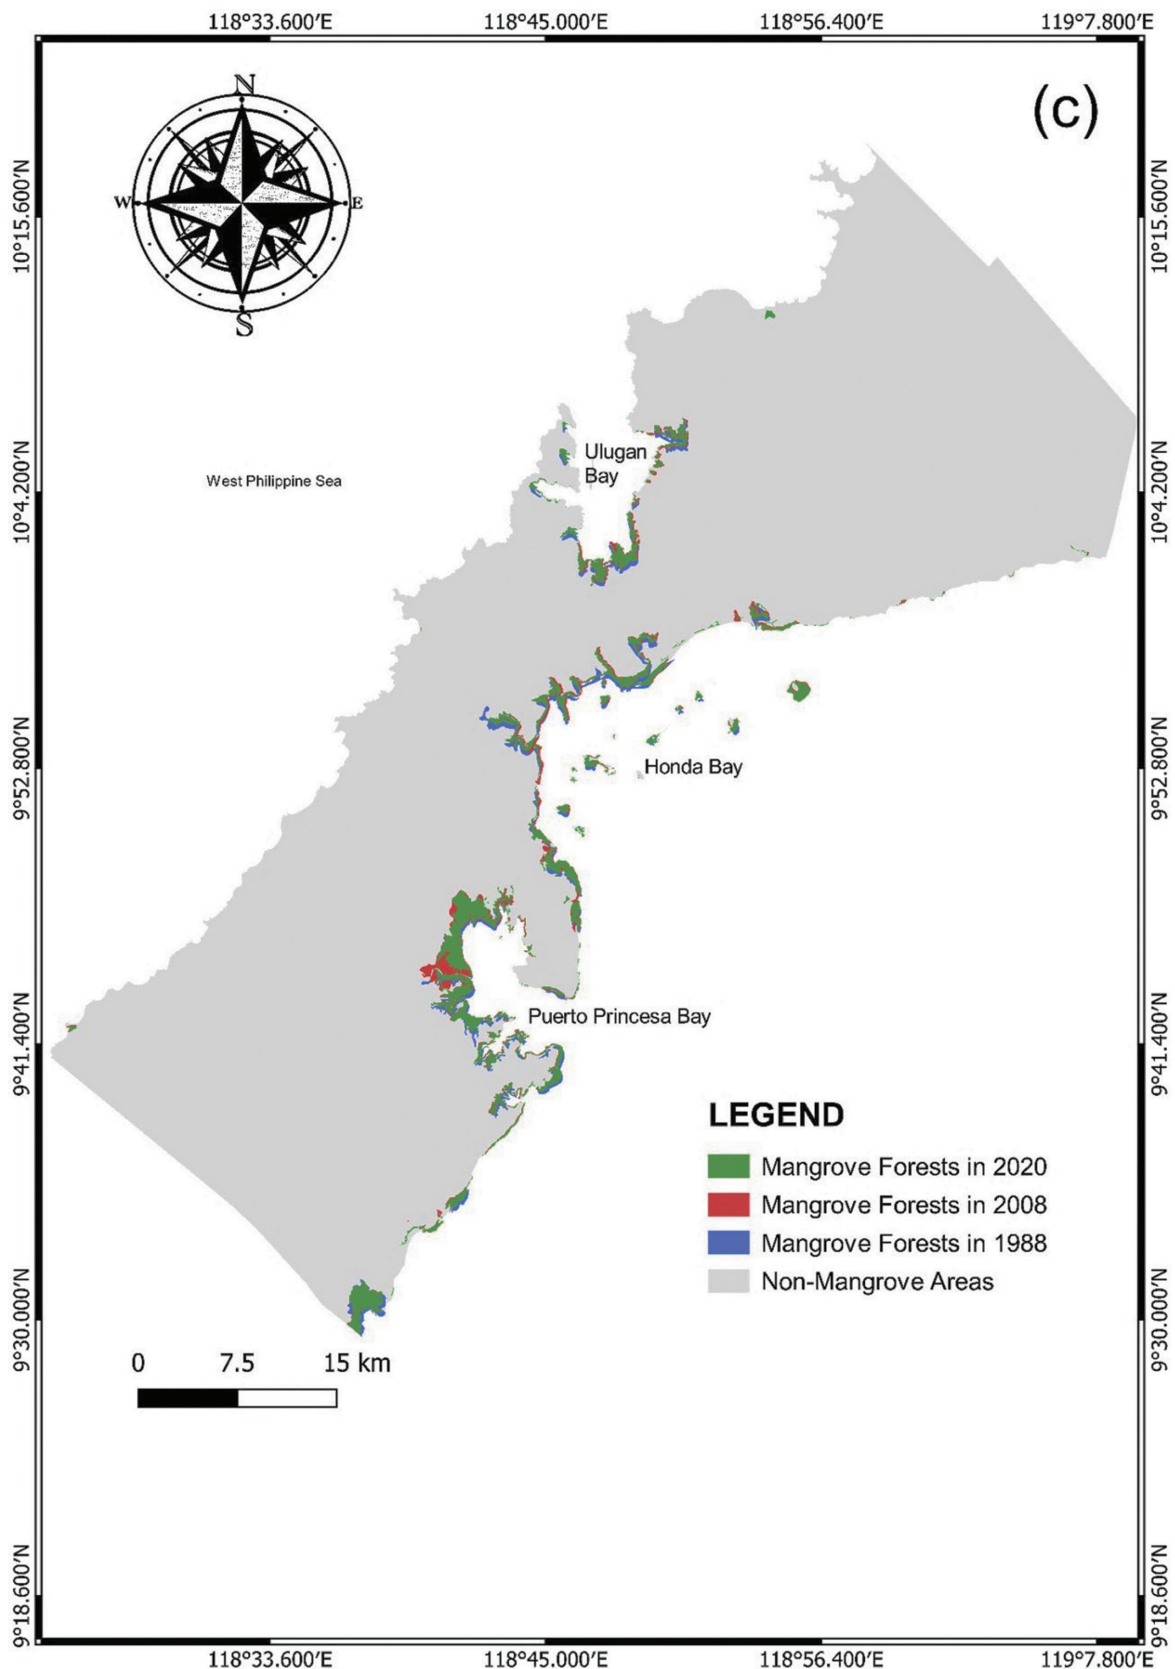 118°33.600′E 118°45.000′E 118°56.400′E 119°7.800′E
N
(c)
W E
S
10°15.600′N 10°15.600′N
Ulugan
Bay
West Philippine Sea
10°4.200′N 10°4.200′N
Honda Bay
9°52.800′N 9°52.800′N
Puerto Princesa Bay
9°41.400′N 9°41.400′N
LEGEND
Mangrove Forests in 2020
Mangrove Forests in 2008
Mangrove Forests in 1988
Non-Mangrove Areas
9°30.000′N 9°30.000′N
0 7.5 15 km
9°18.600′N 9°18.600′N
118°33.600′E 118°45.000′E 118°56.400′E 119°7.800′E